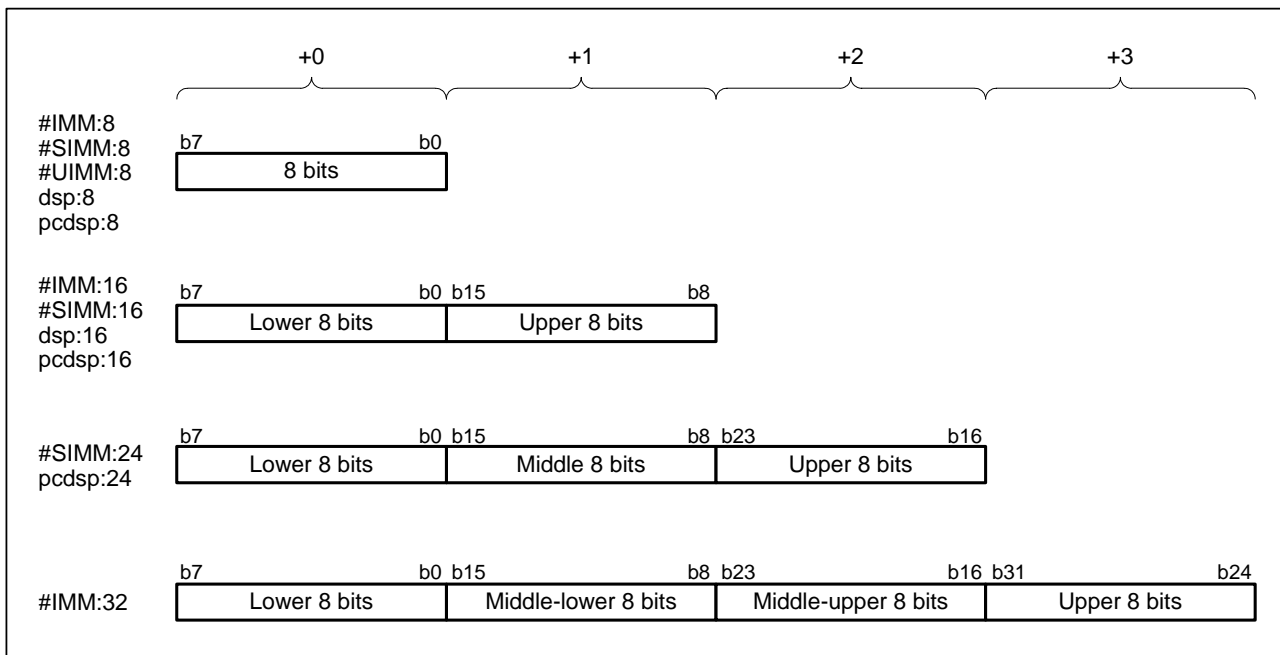 +0 +1 +2 +3
#IMM:8
#SIMM:8
#UIMM:8
dsp:8
pcdsp:8
b7 b0
8 bits
#IMM:16
#SIMM:16
dsp:16
pcdsp:16
b7 b0 b15 b8
Lower 8 bits Upper 8 bits
#SIMM:24
pcdsp:24
b7 b0 b15 b8 b23 b16
Lower 8 bits Middle 8 bits Upper 8 bits
#IMM:32
b7 b0 b15 b8 b23 b16 b31 b24
Lower 8 bits Middle-lower 8 bits Middle-upper 8 bits Upper 8 bits